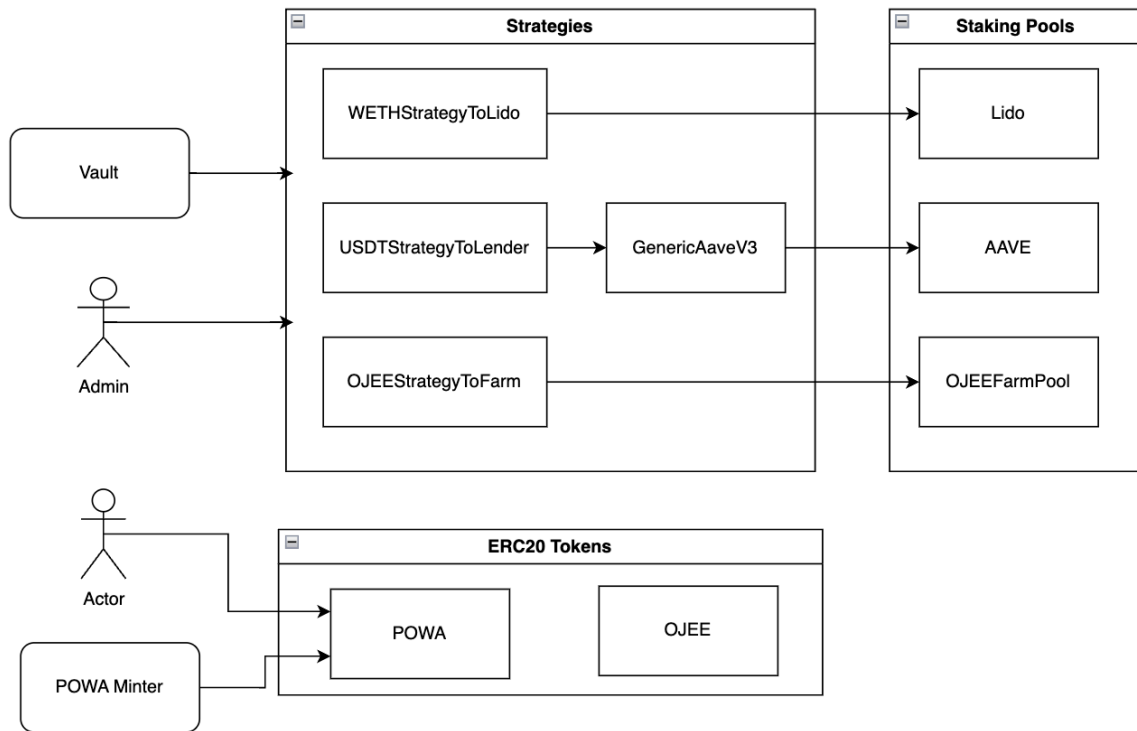 Strategies
Staking Pools
WETHStrategyToLido
Lido
Vault
USDTStrategyToLender
GenericAaveV3
AAVE
Admin
OJEEStrategyToFarm
OJEEFarmPool
ERC20 Tokens
Actor
POWA
OJEE
POWA Minter